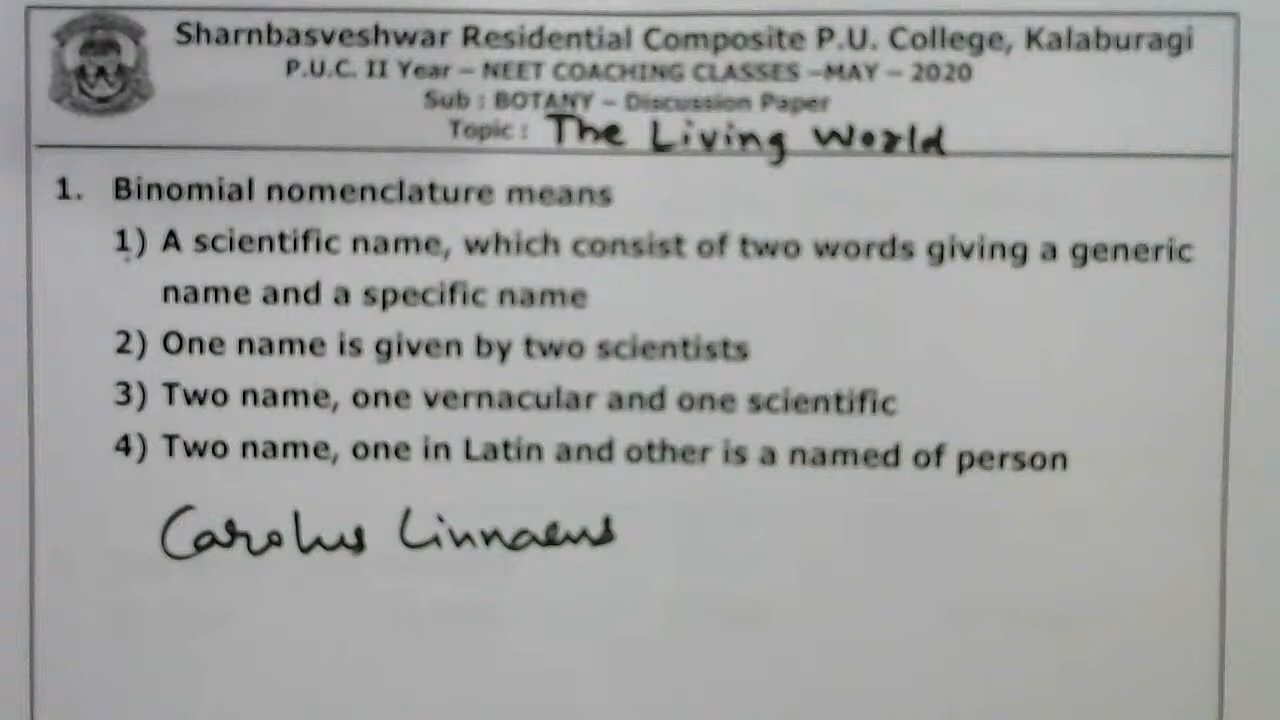 Sharnbasveshwar Residential Composite P.U. College, Kalaburagi
P.U.C. II Year – NEET COACHING CLASSES –MAY – 2020
Sub : BOTANY – Discussion Paper
Topic : The Living World
1. Binomial nomenclature means
1) A scientific name, which consist of two words giving a generic
name and a specific name
2) One name is given by two scientists
3) Two name, one vernacular and one scientific
4) Two name, one in Latin and other is a named of person
Carolus Linnaeus